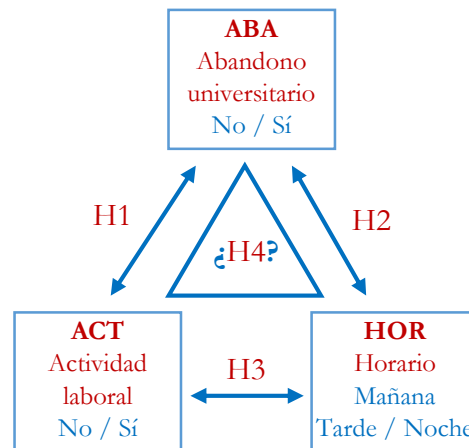 ABA
Abandono
universitario
No / Sí
H1
H2
¿H4?
ACT
Actividad
laboral
No / Sí
H3
HOR
Horario
Mañana
Tarde / Noche